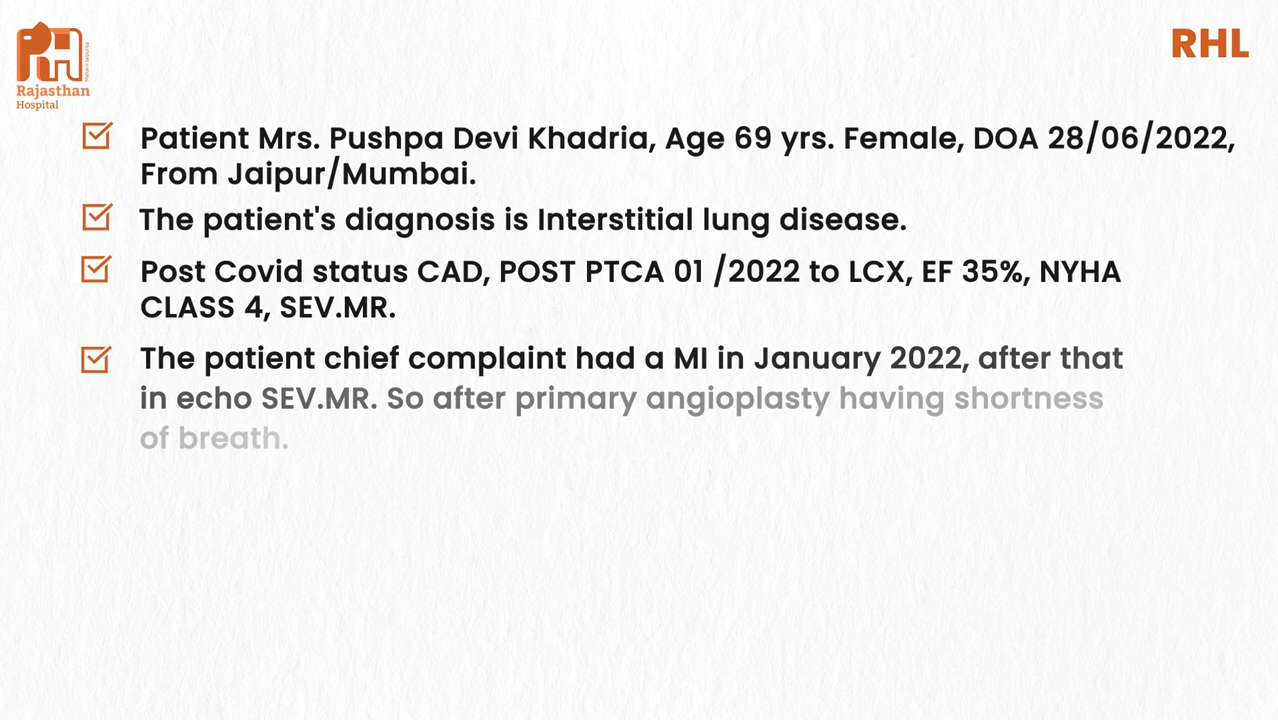 RHL
Rajasthan
Hospital
Patient Mrs. Pushpa Devi Khadria, Age 69 yrs. Female, DOA 28/06/2022,
From Jaipur/Mumbai.
The patient's diagnosis is Interstitial lung disease.
Post Covid status CAD, POST PTCA 01 /2022 to LCX, EF 35%, NYHA
CLASS 4, SEV.MR.
The patient chief complaint had a MI in January 2022, after that
in echo SEV.MR. So after primary angioplasty having shortness
of breath.